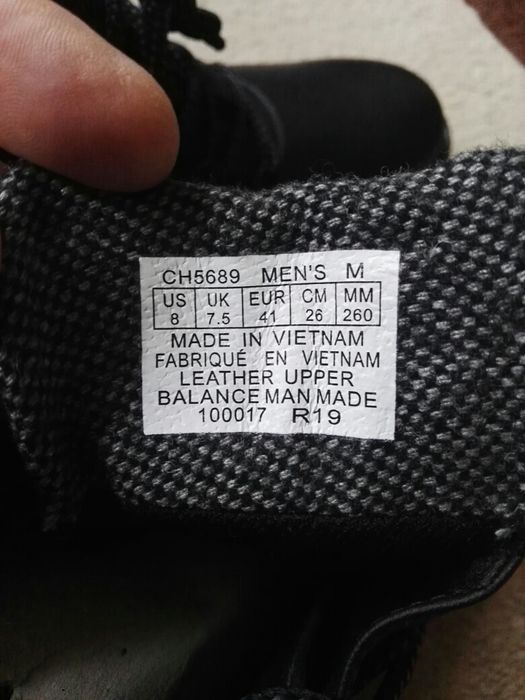 CH5689 MEN'S M
US UK EUR CM MM
8 7.5 41 26 260
MADE IN VIETNAM
FABRIQUÉ EN VIETNAM
LEATHER UPPER
BALANCE MAN MADE
100017 R19